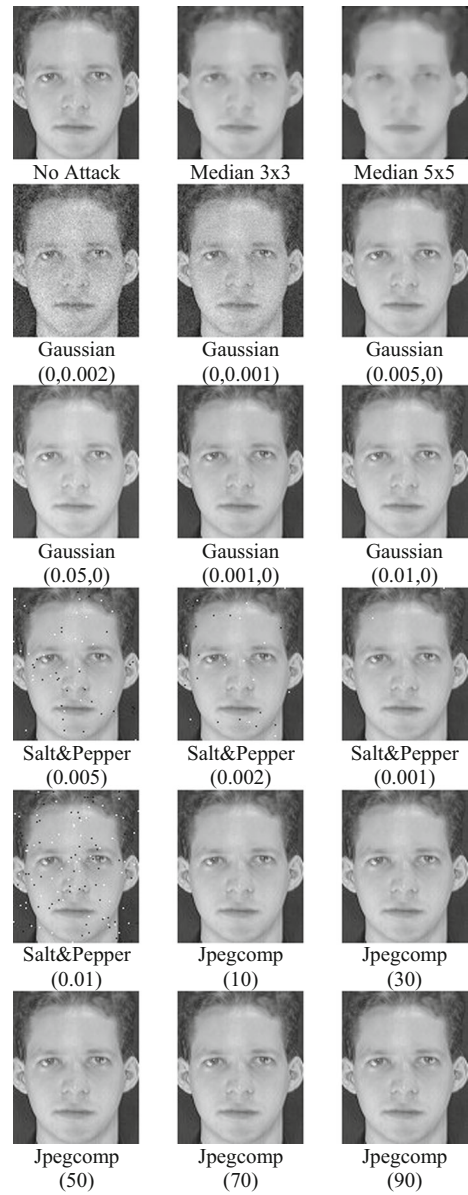 No Attack
Median 3x3
Median 5x5
Gaussian
(0,0.002)
Gaussian
(0,0.001)
Gaussian
(0.005,0)
Gaussian
(0.05,0)
Gaussian
(0.001,0)
Gaussian
(0.01,0)
Salt&Pepper
(0.005)
Salt&Pepper
(0.002)
Salt&Pepper
(0.001)
Salt&Pepper
(0.01)
Jpegcomp
(10)
Jpegcomp
(30)
Jpegcomp
(50)
Jpegcomp
(70)
Jpegcomp
(90)